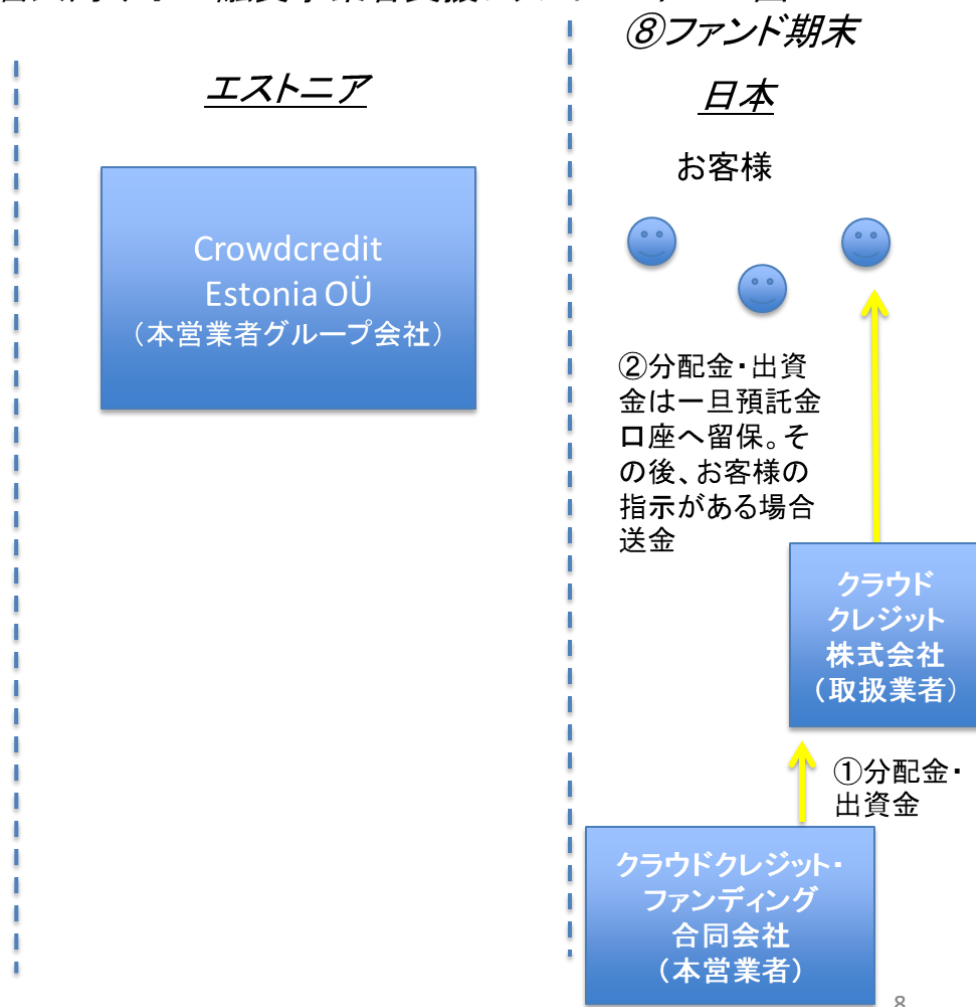 ⑧ファンド期末
エストニア
日本
お客様
Crowdcredit
Estonia OÜ
（本営業者グループ会社）
②分配金・出資
金は一旦預託金
口座へ留保。そ
の後、お客様の
指示がある場合
送金
クラウド
クレジット
株式会社
（取扱業者）
①分配金・
出資金
クラウドクレジット・
ファンディング
合同会社
（本営業者）
8